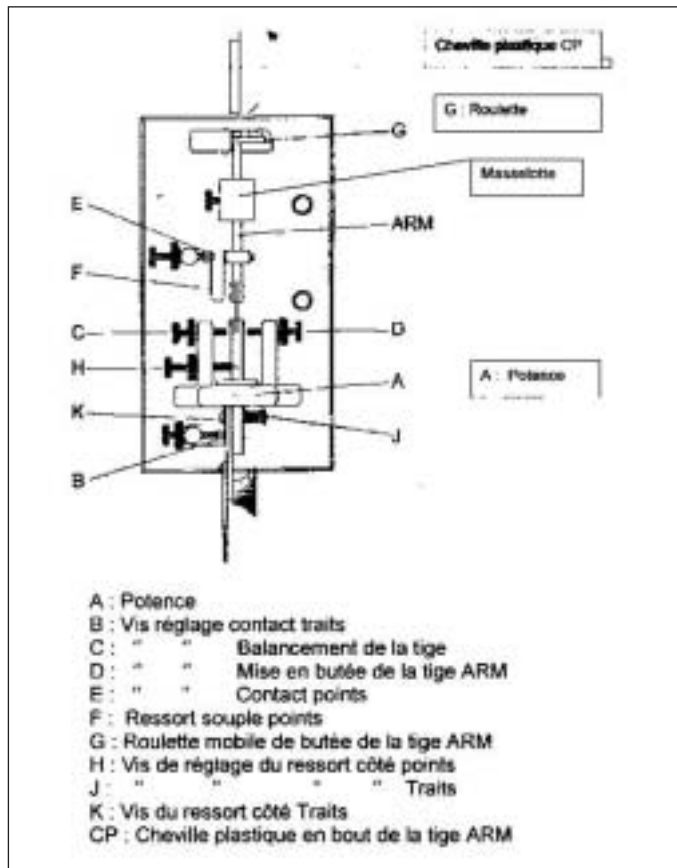 Cheville plastique CP
G : Roulette
G
Masselotte
E
ARM
F
C
D
H
A
A : Potence
K
J
B
A : Potence
B : Vis réglage contact traits
C : " " Balancement de la tige
D : " " Mise en butée de la tige ARM
E : " " Contact points
F : Ressort souple points
G : Roulette mobile de butée de la tige ARM
H : Vis de réglage du ressort côté points
J : " " " " Traits
K : Vis du ressort côté Traits
CP : Cheville plastique en bout de la tige ARM